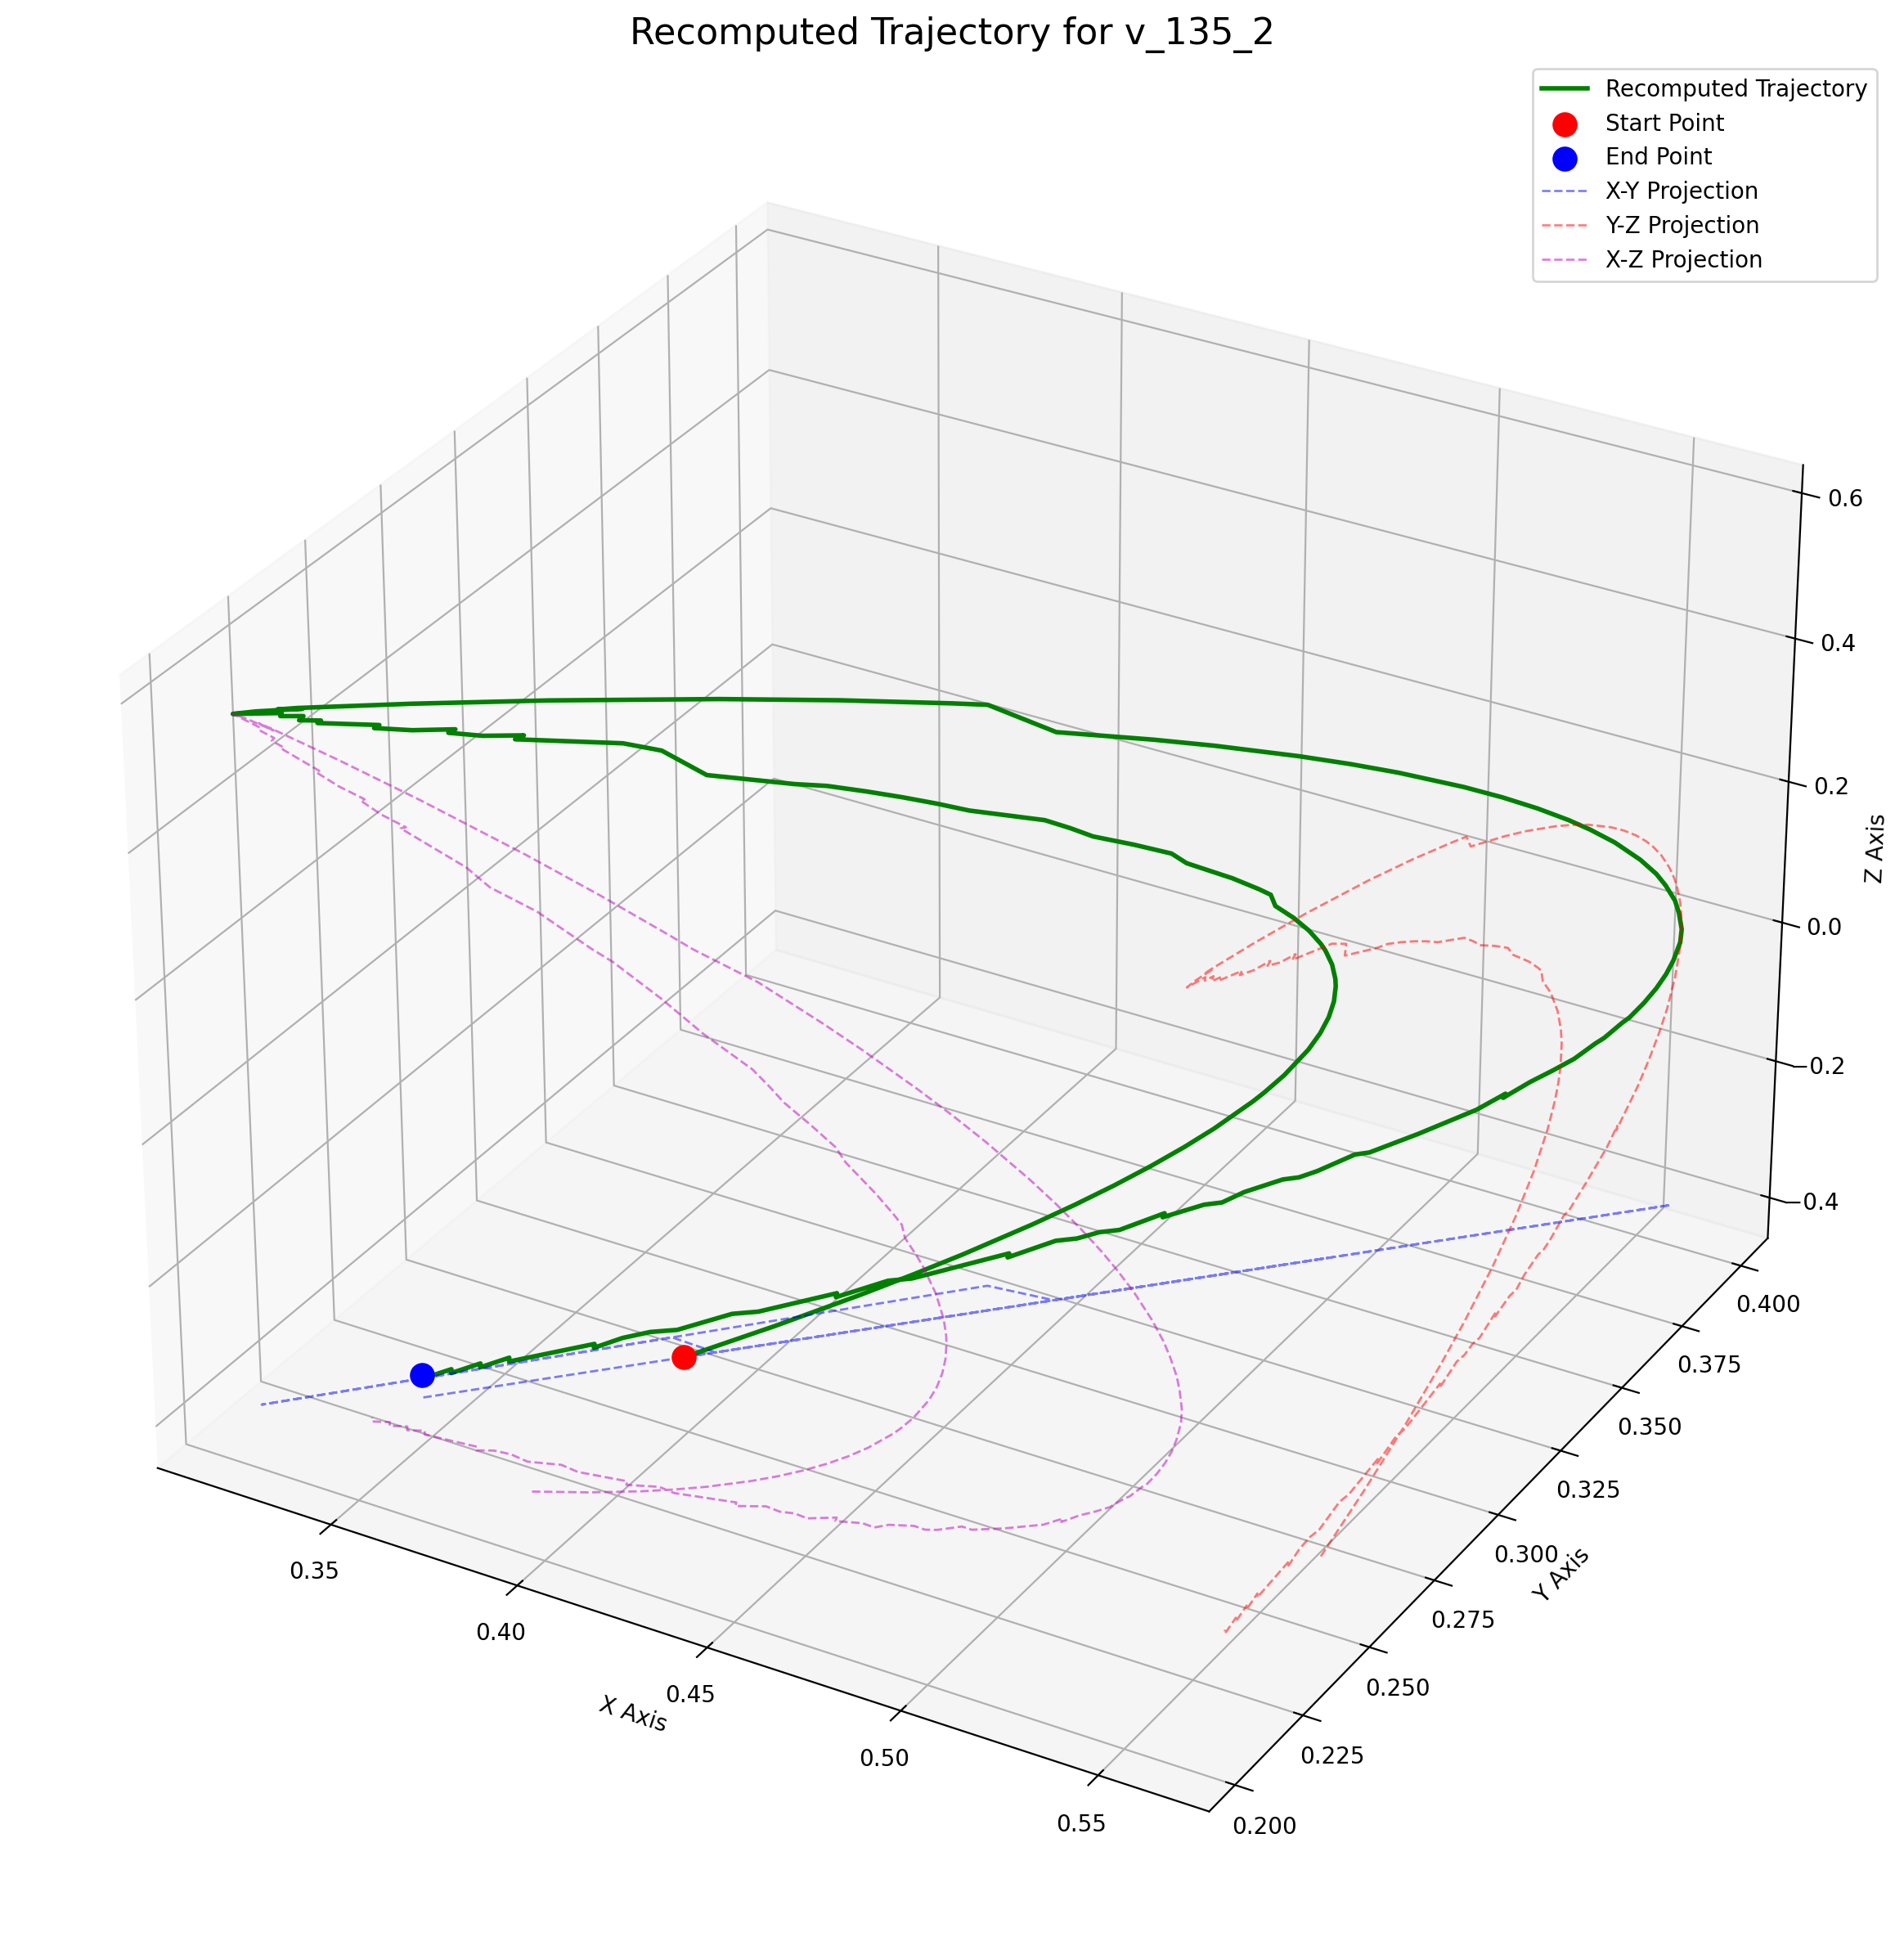 Recomputed Trajectory for v_135_2
Recomputed Trajectory
Start Point
End Point
X-Y Projection
Y-Z Projection
X-Z Projection
0.6
0.4
0.2
0.0
−0.2
−0.4
Z Axis
0.400
0.375
0.350
0.325
0.300
0.275
0.250
0.225
0.200
Y Axis
0.35
0.40
0.45
0.50
0.55
X Axis